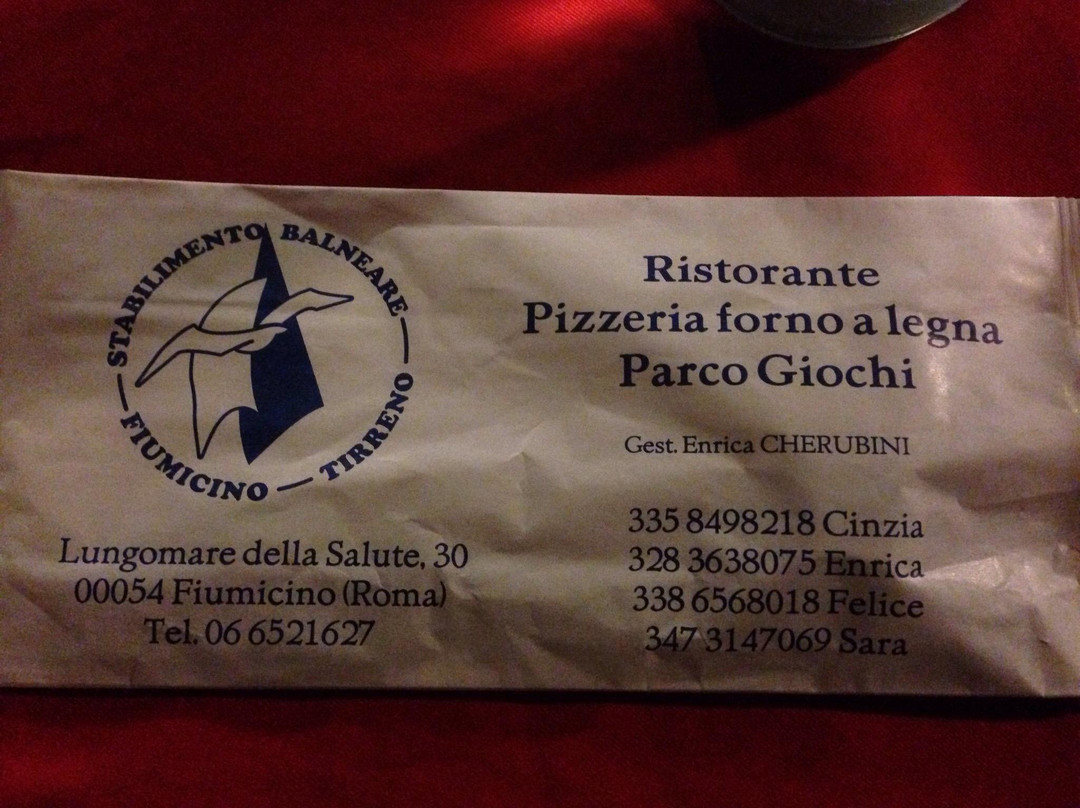 STABILIMENTO BALNEARE
FIUMICINO — TIRRENO
Lungomare della Salute, 30
00054 Fiumicino (Roma)
Tel. 06 6521627
Ristorante
Pizzeria forno a legna
Parco Giochi
Gest. Enrica CHERUBINI
335 8498218 Cinzia
328 3638075 Enrica
338 6568018 Felice
347 3147069 Sara